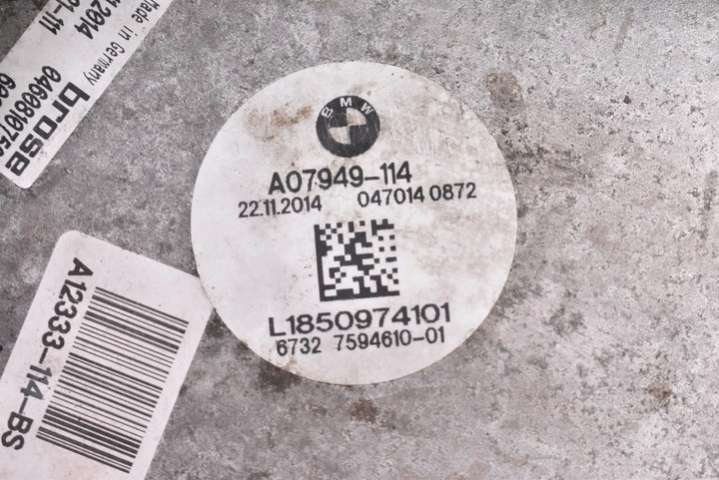 Made in Germany
brose
BMW
A07949-114
22.11.2014 047014 0872
L1850974101
6732 7594610-01
A12333-114-BS